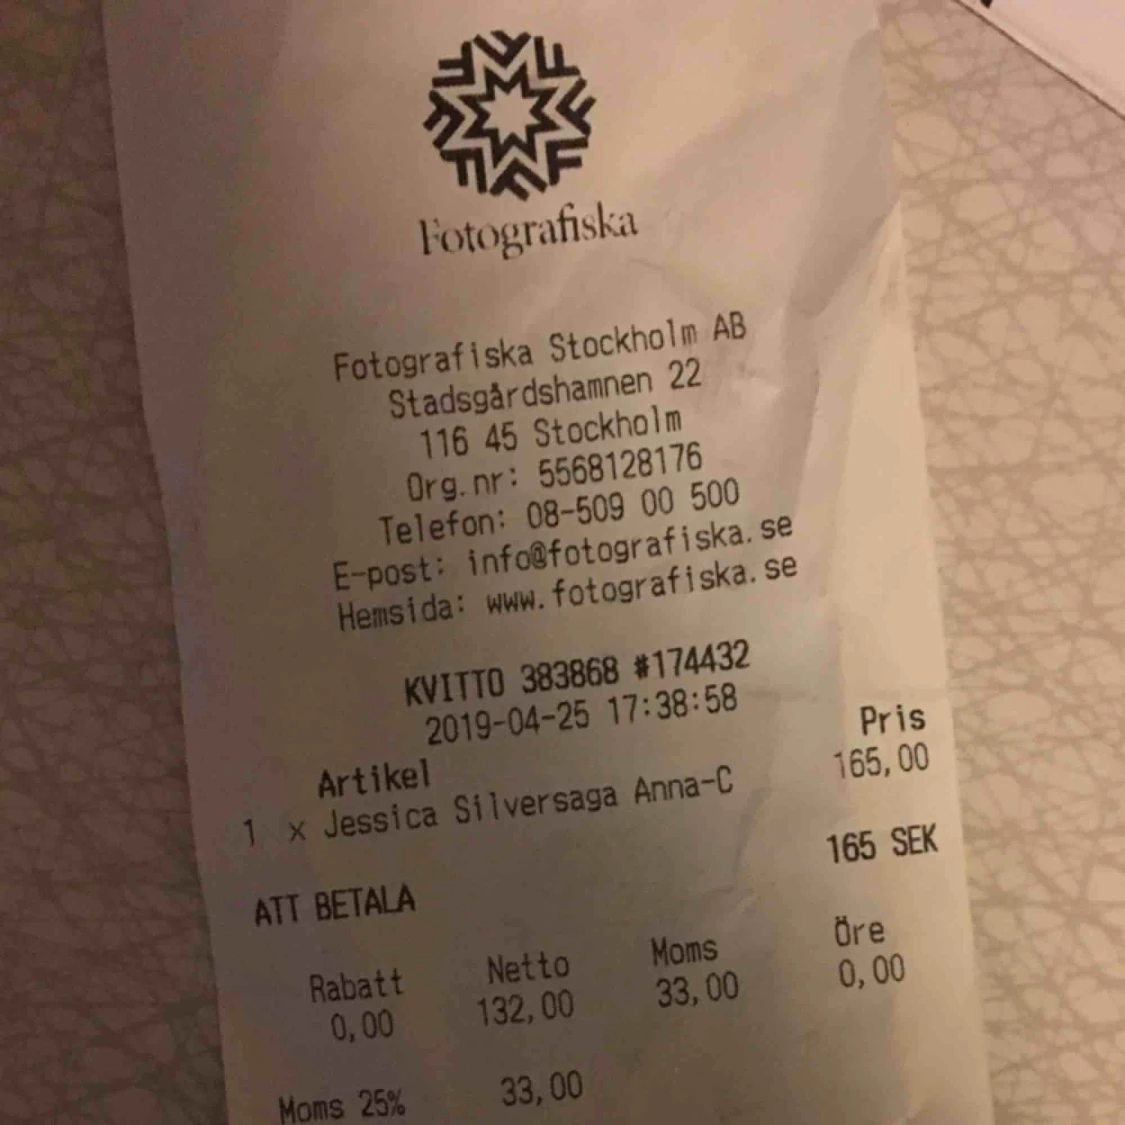 Fotografiska
Fotografiska Stockholm AB
Stadsgårdshamnen 22
116 45 Stockholm
Org.nr: 5568128176
Telefon: 08-509 00 500
E-post: info@fotografiska.se
Hemsida: www.fotografiska.se
KVITTO 383868 #174432
2019-04-25 17:38:58
Artikel Pris
1 x Jessica Silversaga Anna-C 165,00
ATT BETALA 165 SEK
Rabatt Netto Moms Öre
0,00 132,00 33,00 0,00
Moms 25% 33,00